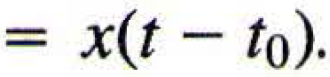 = x(t − t₀).